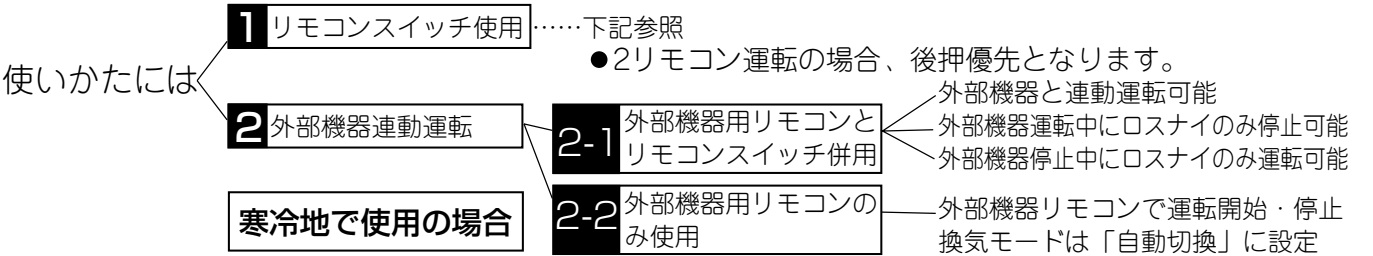 1 リモコンスイッチ使用 ……下記参照
●2リモコン運転の場合、後押優先となります。
使いかたには
2 外部機器連動運転
2-1 外部機器用リモコンと
リモコンスイッチ併用
外部機器と連動運転可能
外部機器運転中にロスナイのみ停止可能
外部機器停止中にロスナイのみ運転可能
寒冷地で使用の場合
2-2 外部機器用リモコンの
み使用
外部機器リモコンで運転開始・停止
換気モードは「自動切換」に設定